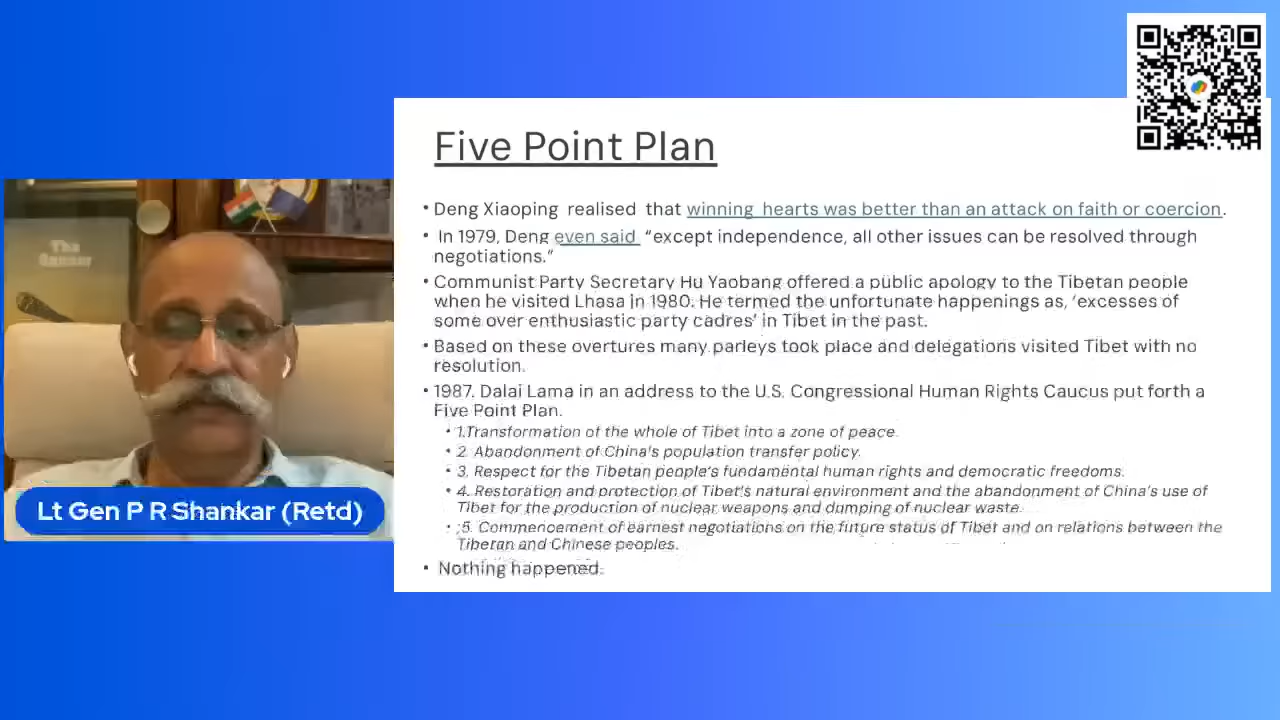 Five Point Plan
• Deng Xiaoping realised that winning hearts was better than an attack on faith or coercion.
• In 1979, Deng even said "except independence, all other issues can be resolved through
negotiations."
• Communist Party Secretary Hu Yaobang offered a public apology to the Tibetan people
when he visited Lhasa in 1980. He termed the unfortunate happenings as, 'excesses of
some over enthusiastic party cadres' in Tibet in the past.
• Based on these overtures many parleys took place and delegations visited Tibet with no
resolution.
• 1987. Dalai Lama in an address to the U.S. Congressional Human Rights Caucus put forth a
Five Point Plan.
• 1.Transformation of the whole of Tibet into a zone of peace.
• 2. Abandonment of China's population transfer policy.
• 3. Respect for the Tibetan people's fundamental human rights and democratic freedoms.
• 4. Restoration and protection of Tibet's natural environment and the abandonment of China's use of
Tibet for the production of nuclear weapons and dumping of nuclear waste.
• 5. Commencement of earnest negotiations on the future status of Tibet and on relations between the
Tibetan and Chinese peoples.
• Nothing happened.
The
Gunner
Lt Gen P R Shankar (Retd)